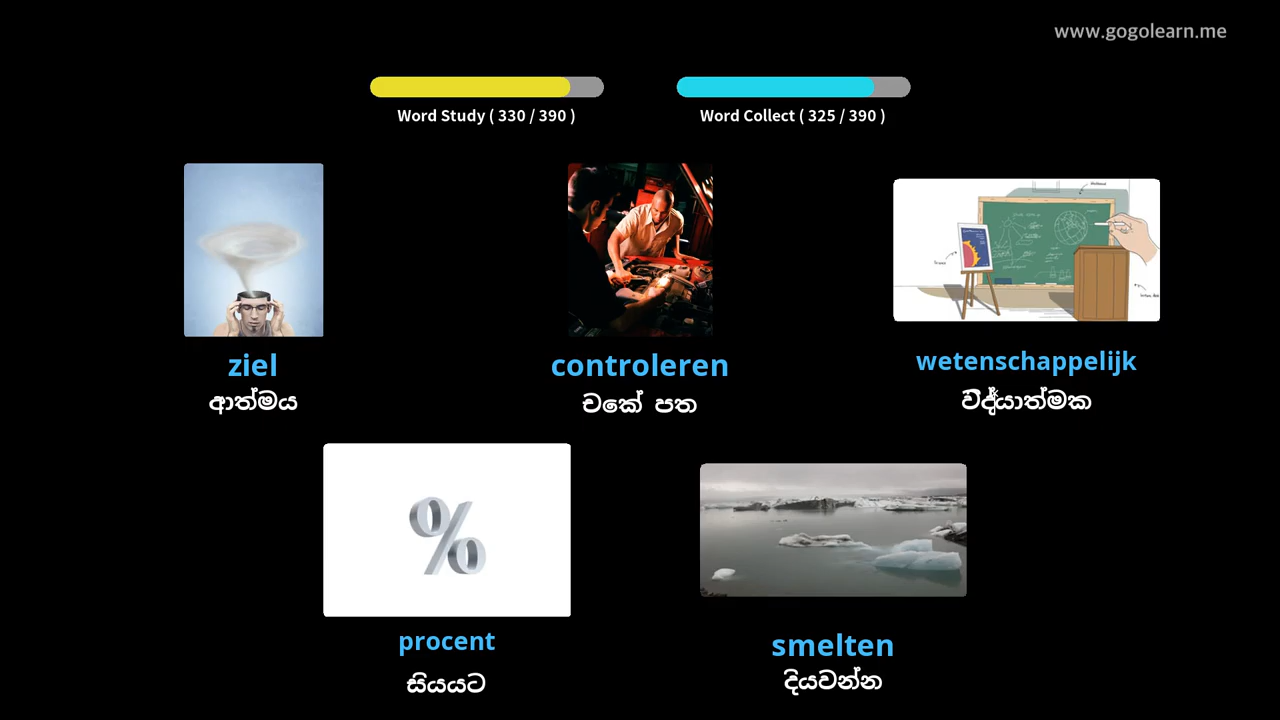 www.gogolearn.me
Word Study ( 330 / 390 )
Word Collect ( 325 / 390 )
ziel
controleren
wetenschappelijk
ආත්මය
චකේ පත
විද්යාත්මක
procent
smelten
සියයට
දියවන්න